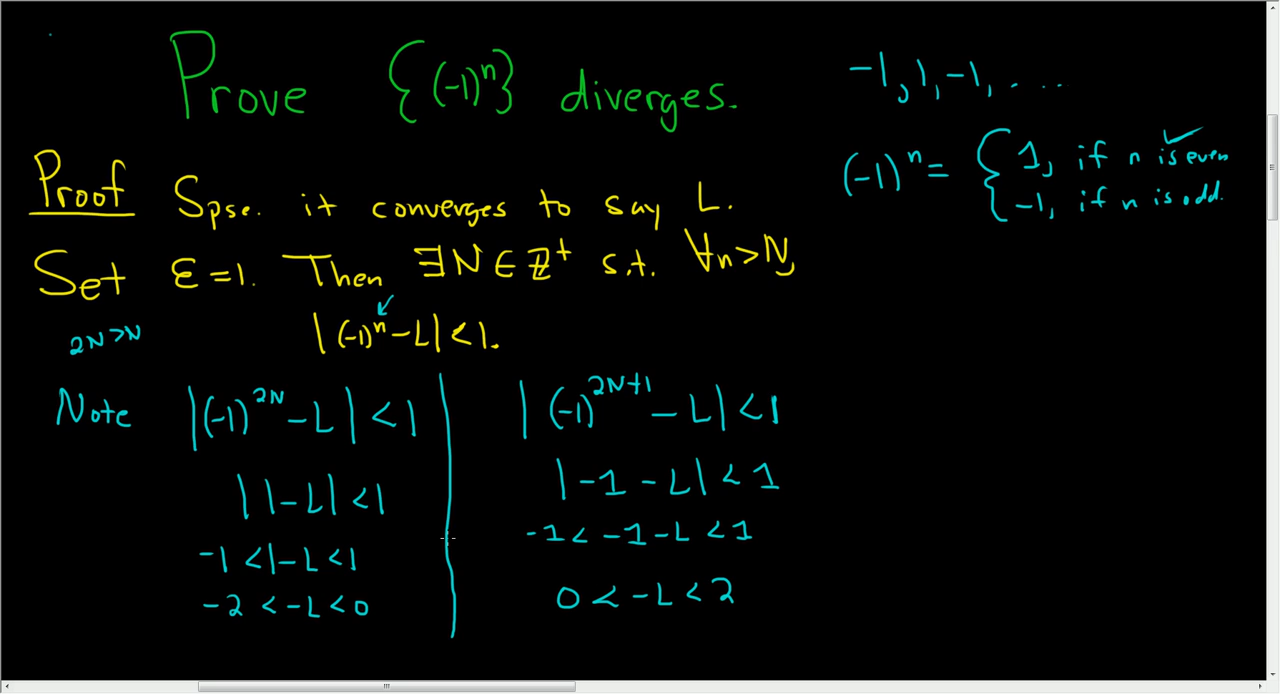 Prove {(-1)ⁿ} diverges.
-1, 1, -1, ....
(-1)ⁿ = { 1, if n is even
-1, if n is odd.
Proof Spse. it converges to say L.
Set ε=1. Then ∃N∈ℤ⁺ s.t. ∀n>N,
2N>N
|(-1)ⁿ - L| < 1.
Note |(-1)^2N - L| < 1
|1 - L| < 1
-1 < 1 - L < 1
-2 < -L < 0
|(-1)^2N+1 - L| < 1
|-1 - L| < 1
-1 < -1 - L < 1
0 < -L < 2